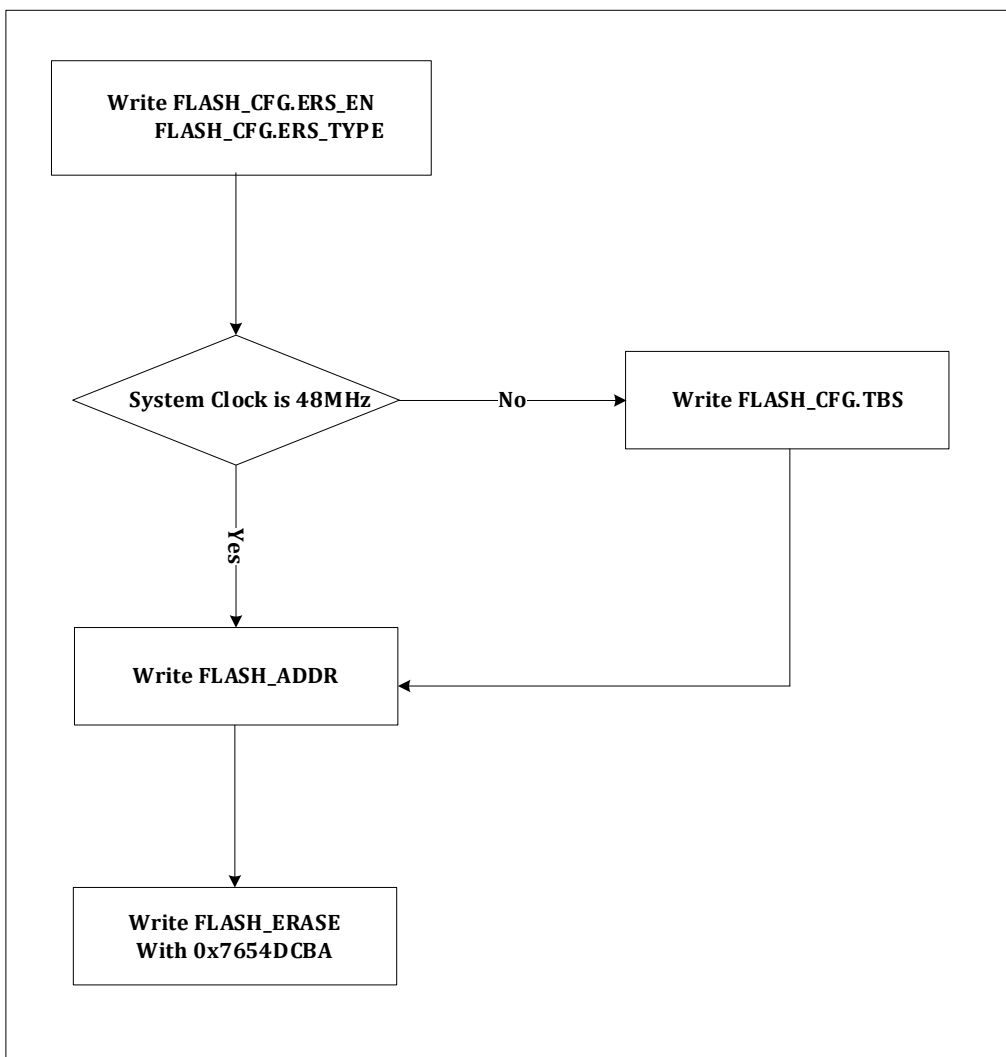 Write FLASH_CFG.ERS_EN
FLASH_CFG.ERS_TYPE
System Clock is 48MHz
No
Write FLASH_CFG.TBS
Yes
Write FLASH_ADDR
Write FLASH_ERASE
With 0x7654DCBA